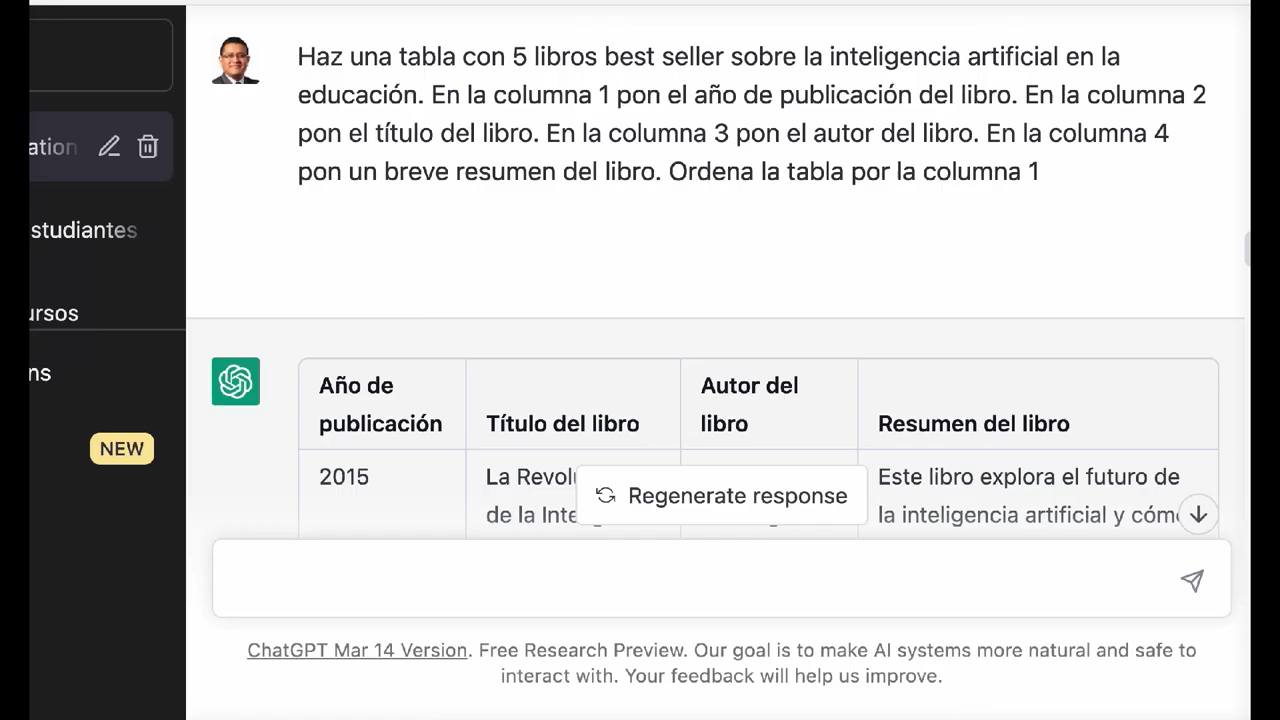 Haz una tabla con 5 libros best seller sobre la inteligencia artificial en la
educación. En la columna 1 pon el año de publicación del libro. En la columna 2
pon el título del libro. En la columna 3 pon el autor del libro. En la columna 4
pon un breve resumen del libro. Ordena la tabla por la columna 1
ation
studiantes
ursos
ns
NEW
Año de publicación
Título del libro
Autor del libro
Resumen del libro
2015
La
de la
Este libro explora el futuro de
la inteligencia artificial y
Regenerate response
ChatGPT Mar 14 Version. Free Research Preview. Our goal is to make AI systems more natural and safe to
interact with. Your feedback will help us improve.